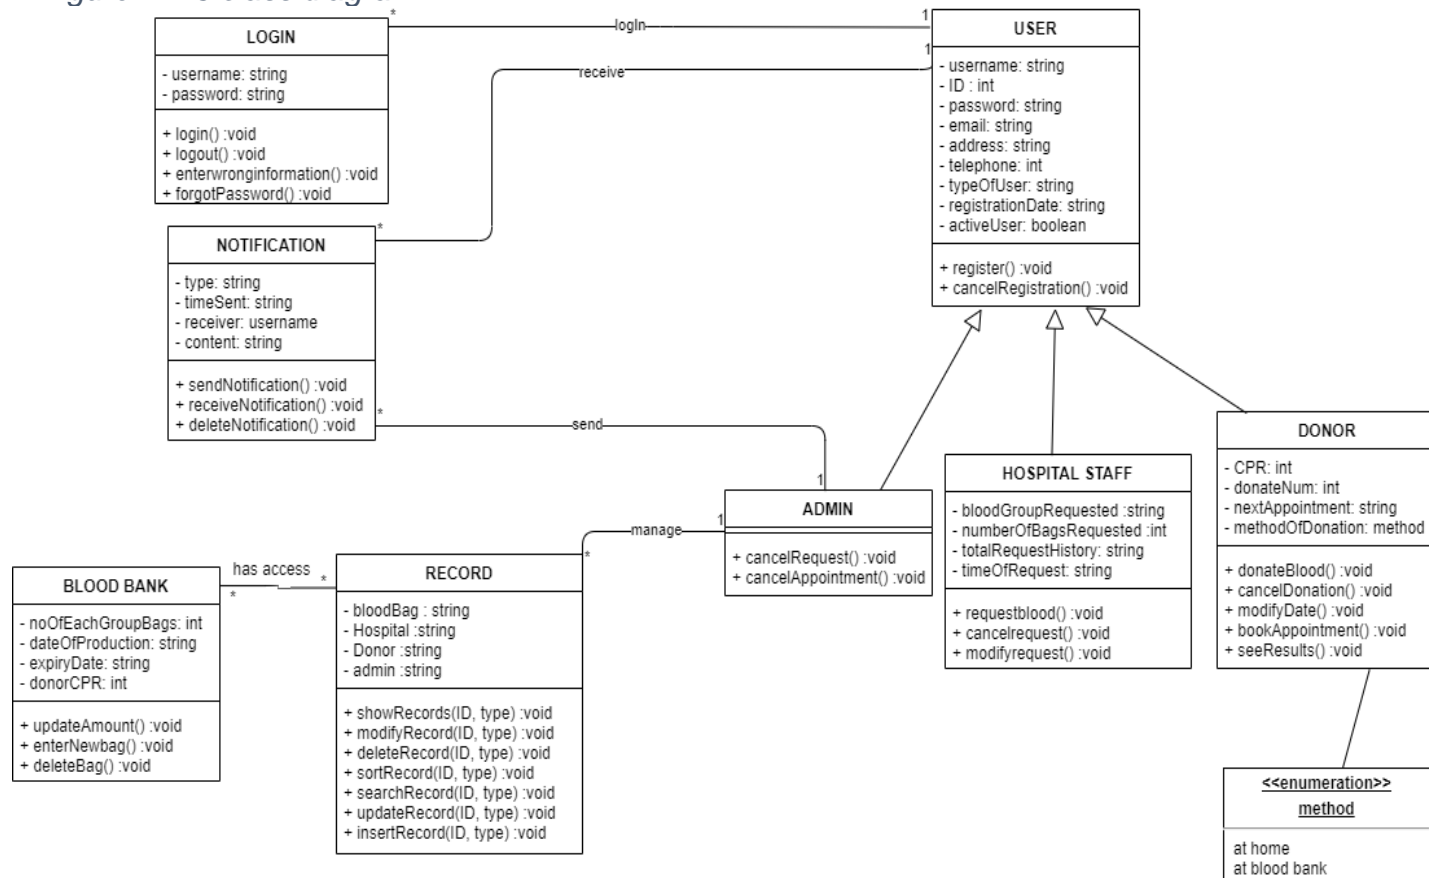 *
logIn
1
LOGIN
- username: string
- password: string
+ login() :void
+ logout() :void
+ enterwronginformation() :void
+ forgotPassword() :void
USER
- username: string
- ID : int
- password: string
- email: string
- address: string
- telephone: int
- typeOfUser: string
- registrationDate: string
- activeUser: boolean
+ register() :void
+ cancelRegistration() :void
1
receive
*
NOTIFICATION
- type: string
- timeSent: string
- receiver: username
- content: string
+ sendNotification() :void
+ receiveNotification() :void
+ deleteNotification() :void
*
send
1
ADMIN
+ cancelRequest() :void
+ cancelAppointment() :void
1
manage
*
HOSPITAL STAFF
- bloodGroupRequested :string
- numberOfBagsRequested :int
- totalRequestHistory: string
- timeOfRequest: string
+ requestblood() :void
+ cancelrequest() :void
+ modifyrequest() :void
DONOR
- CPR: int
- donateNum: int
- nextAppointment: string
- methodOfDonation: method
+ donateBlood() :void
+ cancelDonation() :void
+ modifyDate() :void
+ bookAppointment() :void
+ seeResults() :void
BLOOD BANK
- noOfEachGroupBags: int
- dateOfProduction: string
- expiryDate: string
- donorCPR: int
+ updateAmount() :void
+ enterNewbag() :void
+ deleteBag() :void
has access
*
*
RECORD
- bloodBag : string
- Hospital :string
- Donor :string
- admin :string
+ showRecords(ID, type) :void
+ modifyRecord(ID, type) :void
+ deleteRecord(ID, type) :void
+ sortRecord(ID, type) :void
+ searchRecord(ID, type) :void
+ updateRecord(ID, type) :void
+ insertRecord(ID, type) :void
<<enumeration>>
method
at home
at blood bank